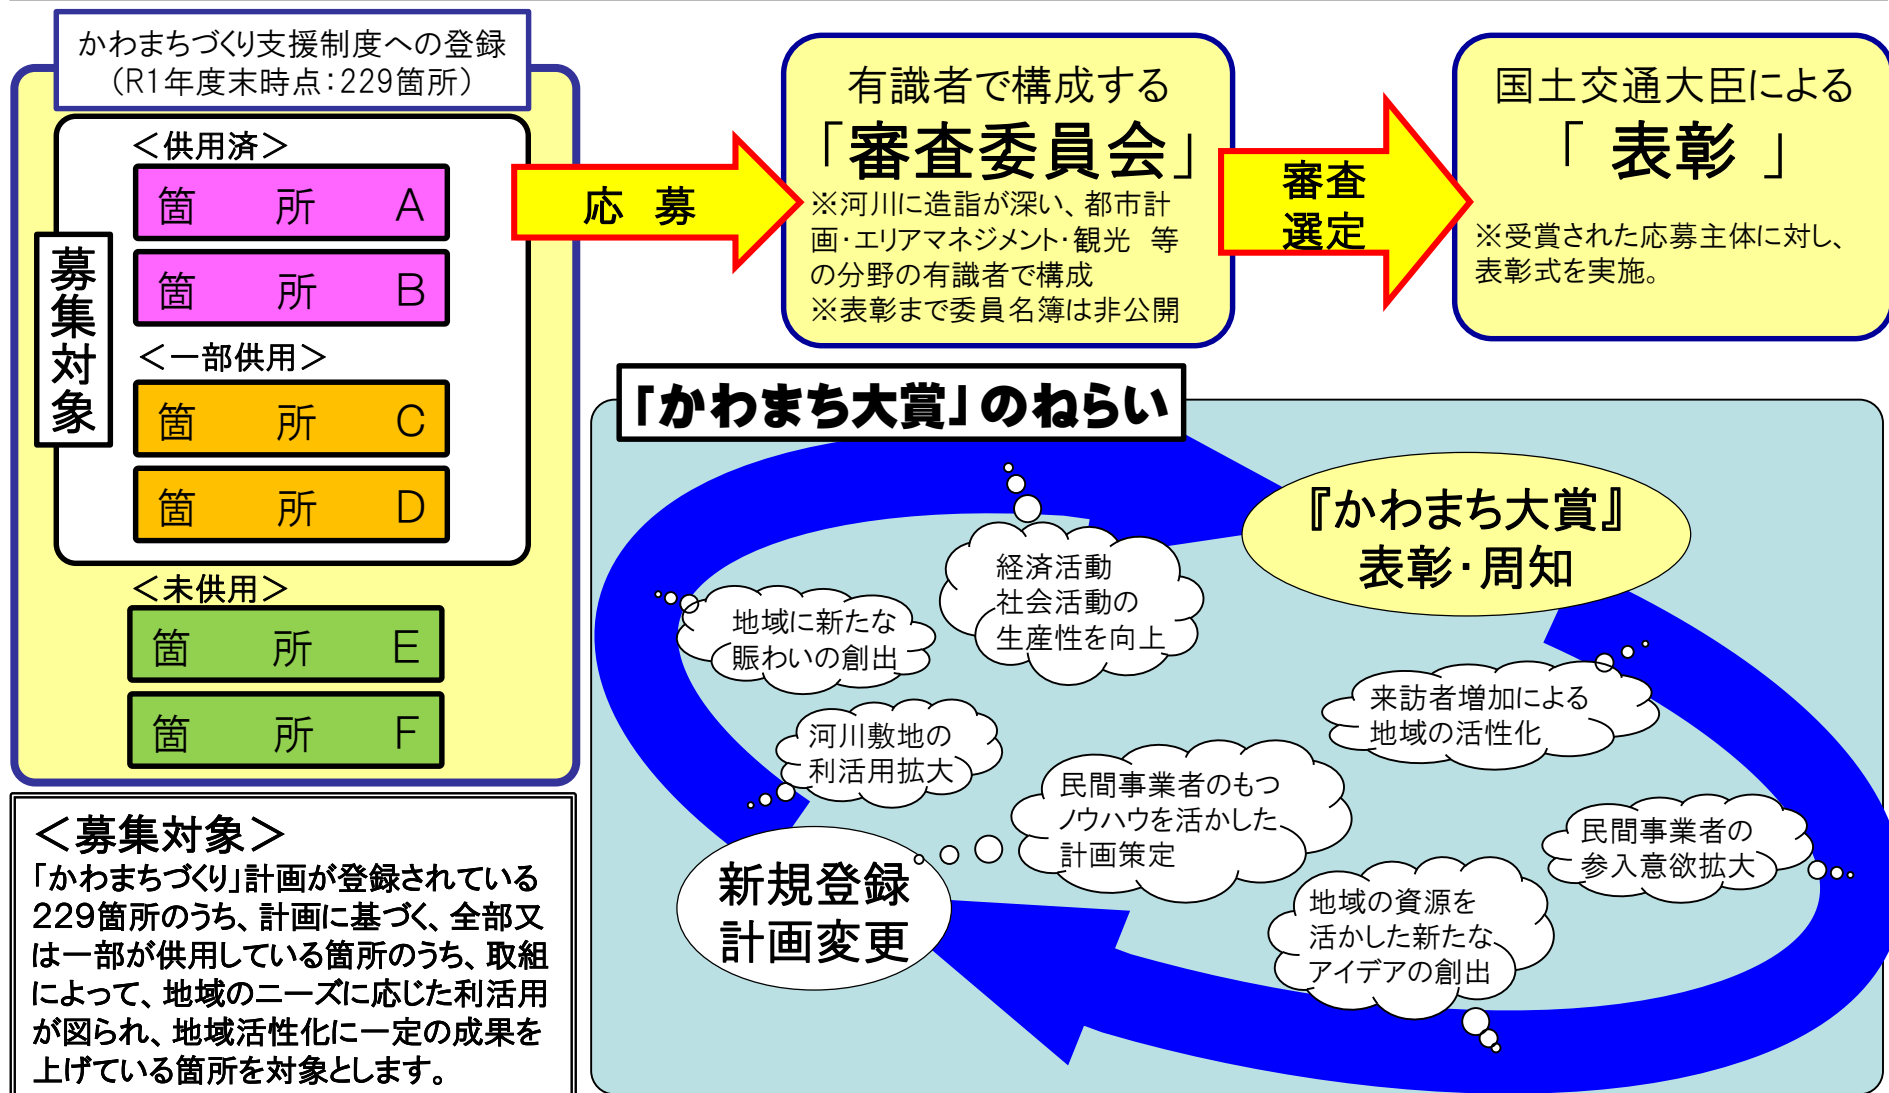 かわまちづくり支援制度への登録
（R1年度末時点：229箇所）
募集対象
＜供用済＞
箇　所　A
箇　所　B
＜一部供用＞
箇　所　C
箇　所　D
＜未供用＞
箇　所　E
箇　所　F
応　募
有識者で構成する
「審査委員会」
※河川に造詣が深い、都市計
画・エリアマネジメント・観光　等
の分野の有識者で構成
※表彰まで委員名簿は非公開
審査
選定
国土交通大臣による
「 表彰 」
※受賞された応募主体に対し、
表彰式を実施。
＜募集対象＞
「かわまちづくり」計画が登録されている
229箇所のうち、計画に基づく、全部又
は一部が供用している箇所のうち、取組
によって、地域のニーズに応じた利活用
が図られ、地域活性化に一定の成果を
上げている箇所を対象とします。
「かわまち大賞」のねらい
『かわまち大賞』
表彰・周知
経済活動
社会活動の
生産性を向上
地域に新たな
賑わいの創出
河川敷地の
利活用拡大
来訪者増加による
地域の活性化
民間事業者のもつ
ノウハウを活かした
計画策定
民間事業者の
参入意欲拡大
地域の資源を
活かした新たな
アイデアの創出
新規登録
計画変更